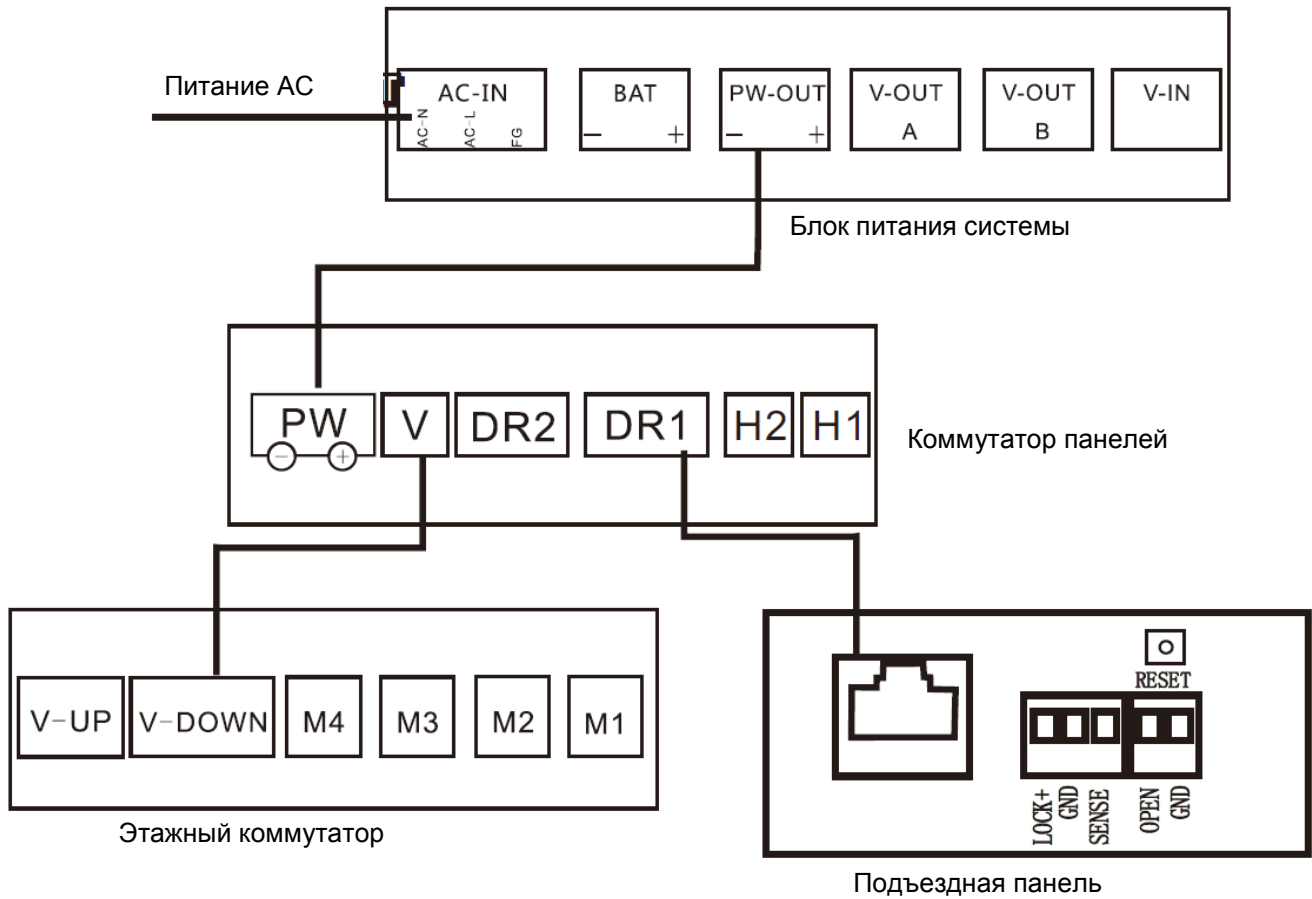 Питание AC
AC-IN
AC-N
AC-L
FG
BAT
− +
PW-OUT
− +
V-OUT
A
V-OUT
B
V-IN
Блок питания системы
PW
− +
V
DR2
DR1
H2
H1
Коммутатор панелей
V-UP
V-DOWN
M4
M3
M2
M1
Этажный коммутатор
RESET
LOCK+
GND
SENSE
OPEN
GND
Подъездная панель